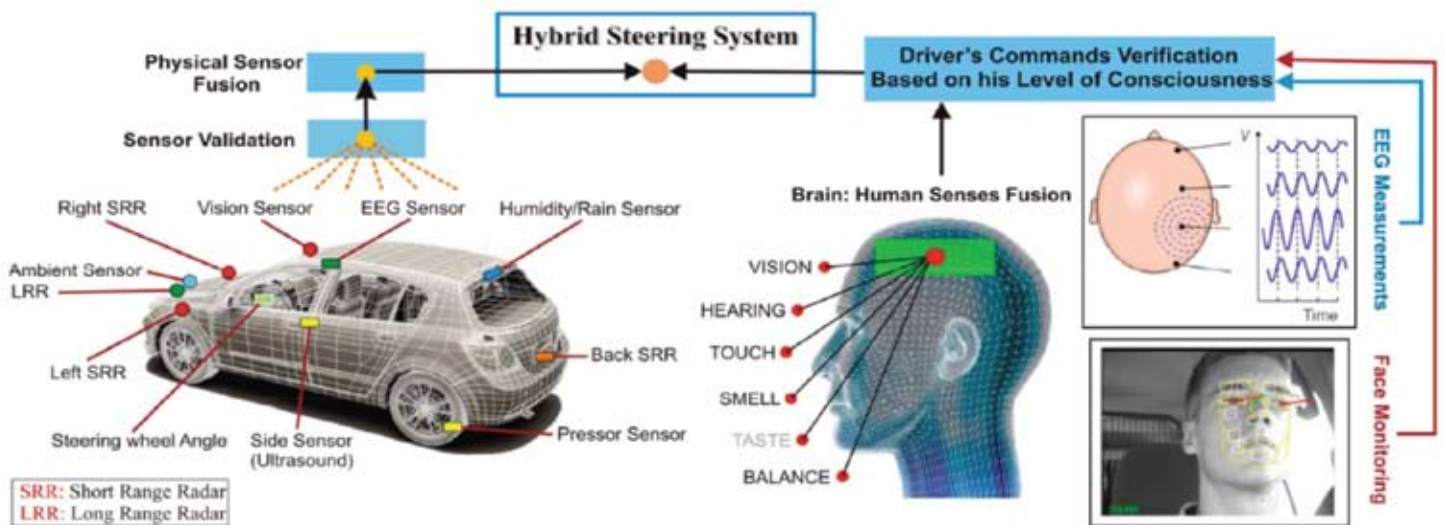 Hybrid Steering System
Physical Sensor
Fusion
Driver's Commands Verification
Based on his Level of Consciousness
Sensor Validation
Right SRR
Vision Sensor
EEG Sensor
Humidity/Rain Sensor
Ambient Sensor
LRR
Left SRR
Back SRR
Steering wheel Angle
Side Sensor
(Ultrasound)
Pressor Sensor
SRR: Short Range Radar
LRR: Long Range Radar
Brain: Human Senses Fusion
VISION
HEARING
TOUCH
SMELL
TASTE
BALANCE
V
Time
EEG Measurements
Face Monitoring